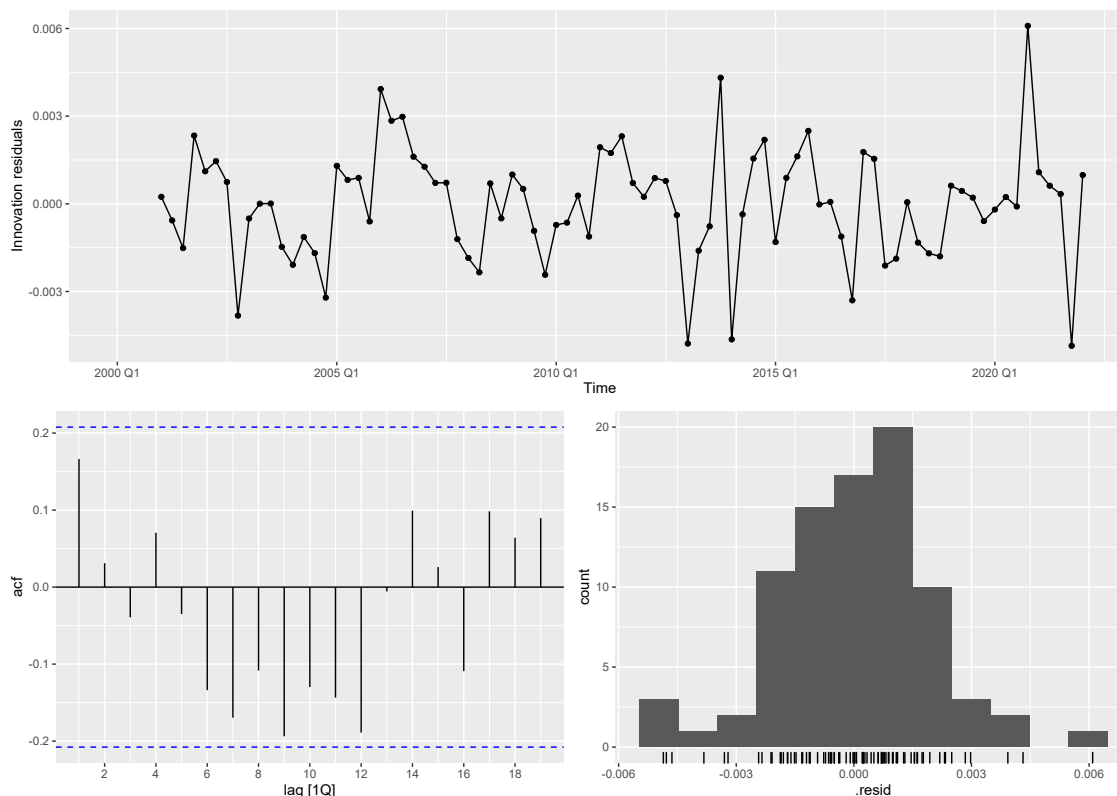 0.006
0.003
0.000
-0.003
Innovation residuals
2000 Q1 2005 Q1 2010 Q1 2015 Q1 2020 Q1
Time
0.2
0.1
0.0
-0.1
-0.2
acf
2 4 6 8 10 12 14 16 18
lag [1Q]
20
15
10
5
0
count
-0.006 -0.003 0.000 0.003 0.006
.resid